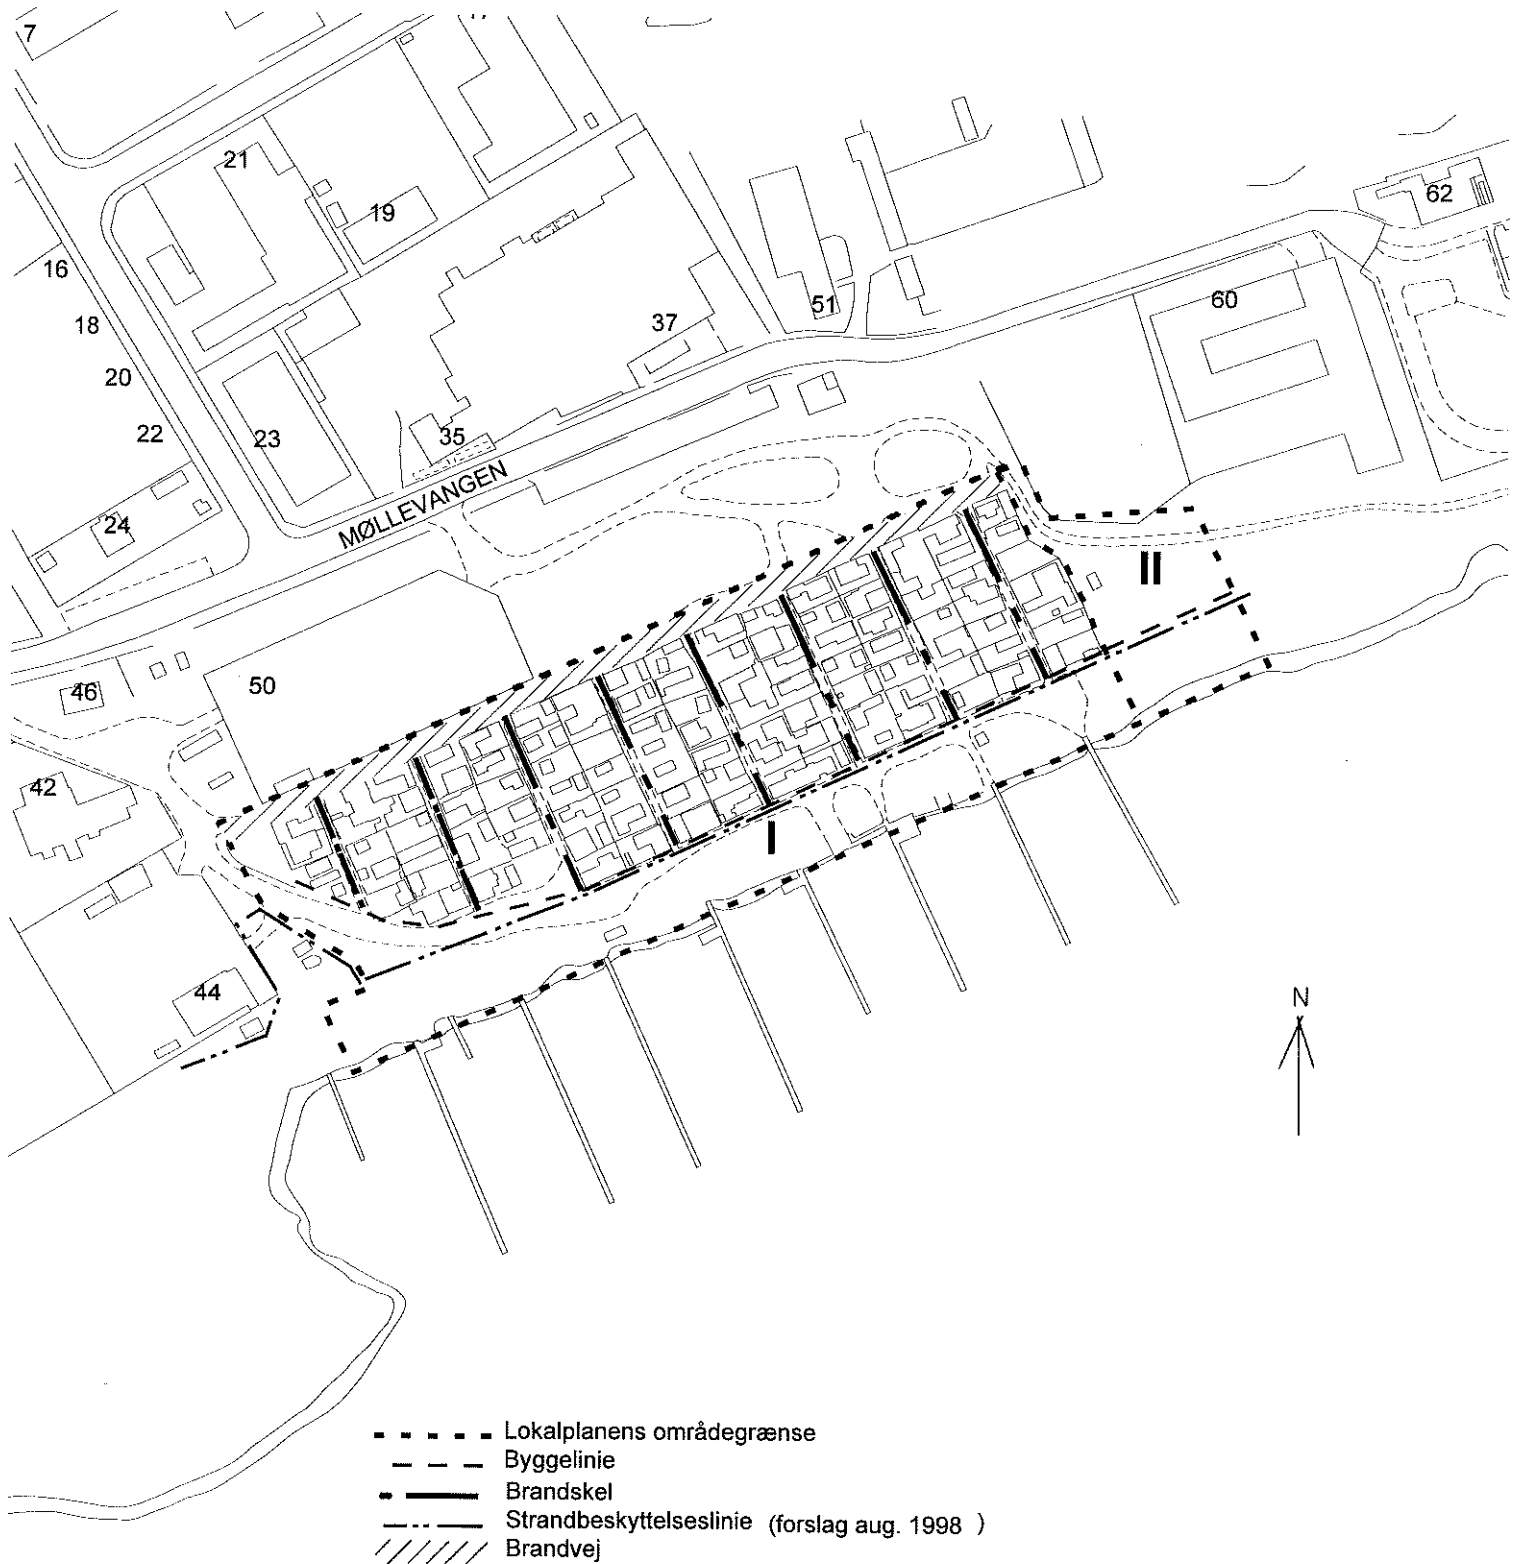 7
21
19
62
16
18
51
37
60
20
22
23
35
MØLLEVANGEN
24
II
46
50
42
I
44
N
Lokalplanens områdegrænse
Byggelinie
Brandskel
Strandbeskyttelseslinie (forslag aug. 1998 )
Brandvej